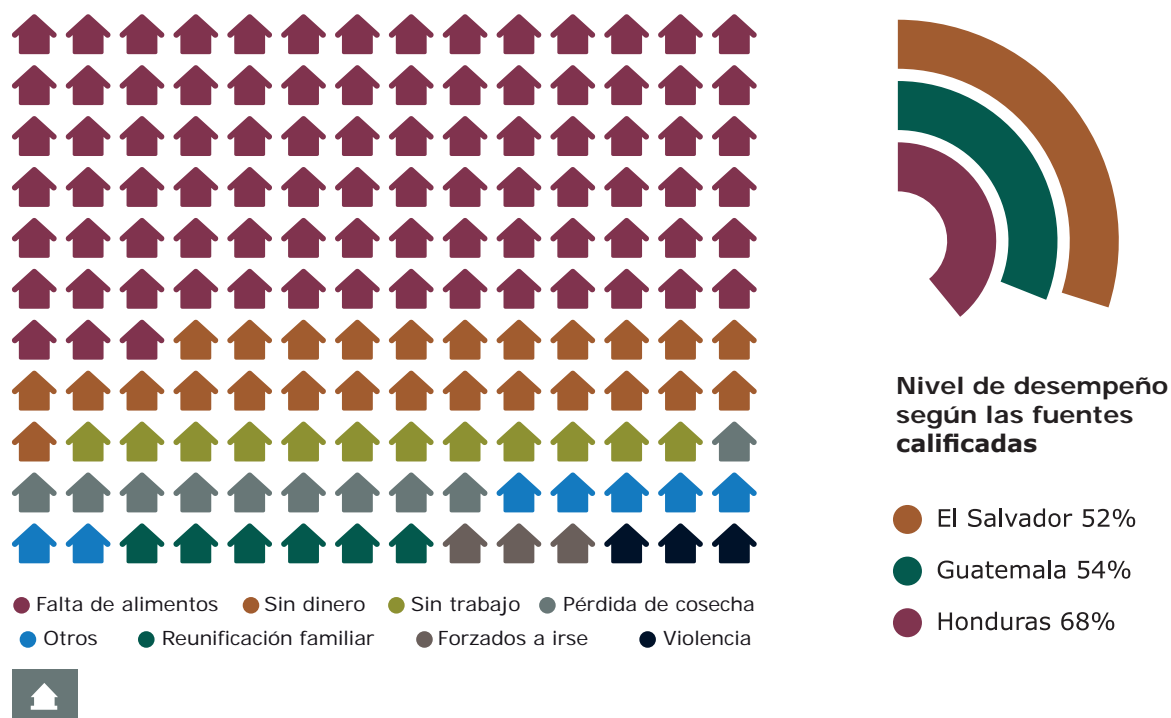 Falta de alimentos
Sin dinero
Sin trabajo
Pérdida de cosecha
Otros
Reunificación familiar
Forzados a irse
Violencia
Nivel de desempeño
según las fuentes
calificadas
El Salvador 52%
Guatemala 54%
Honduras 68%